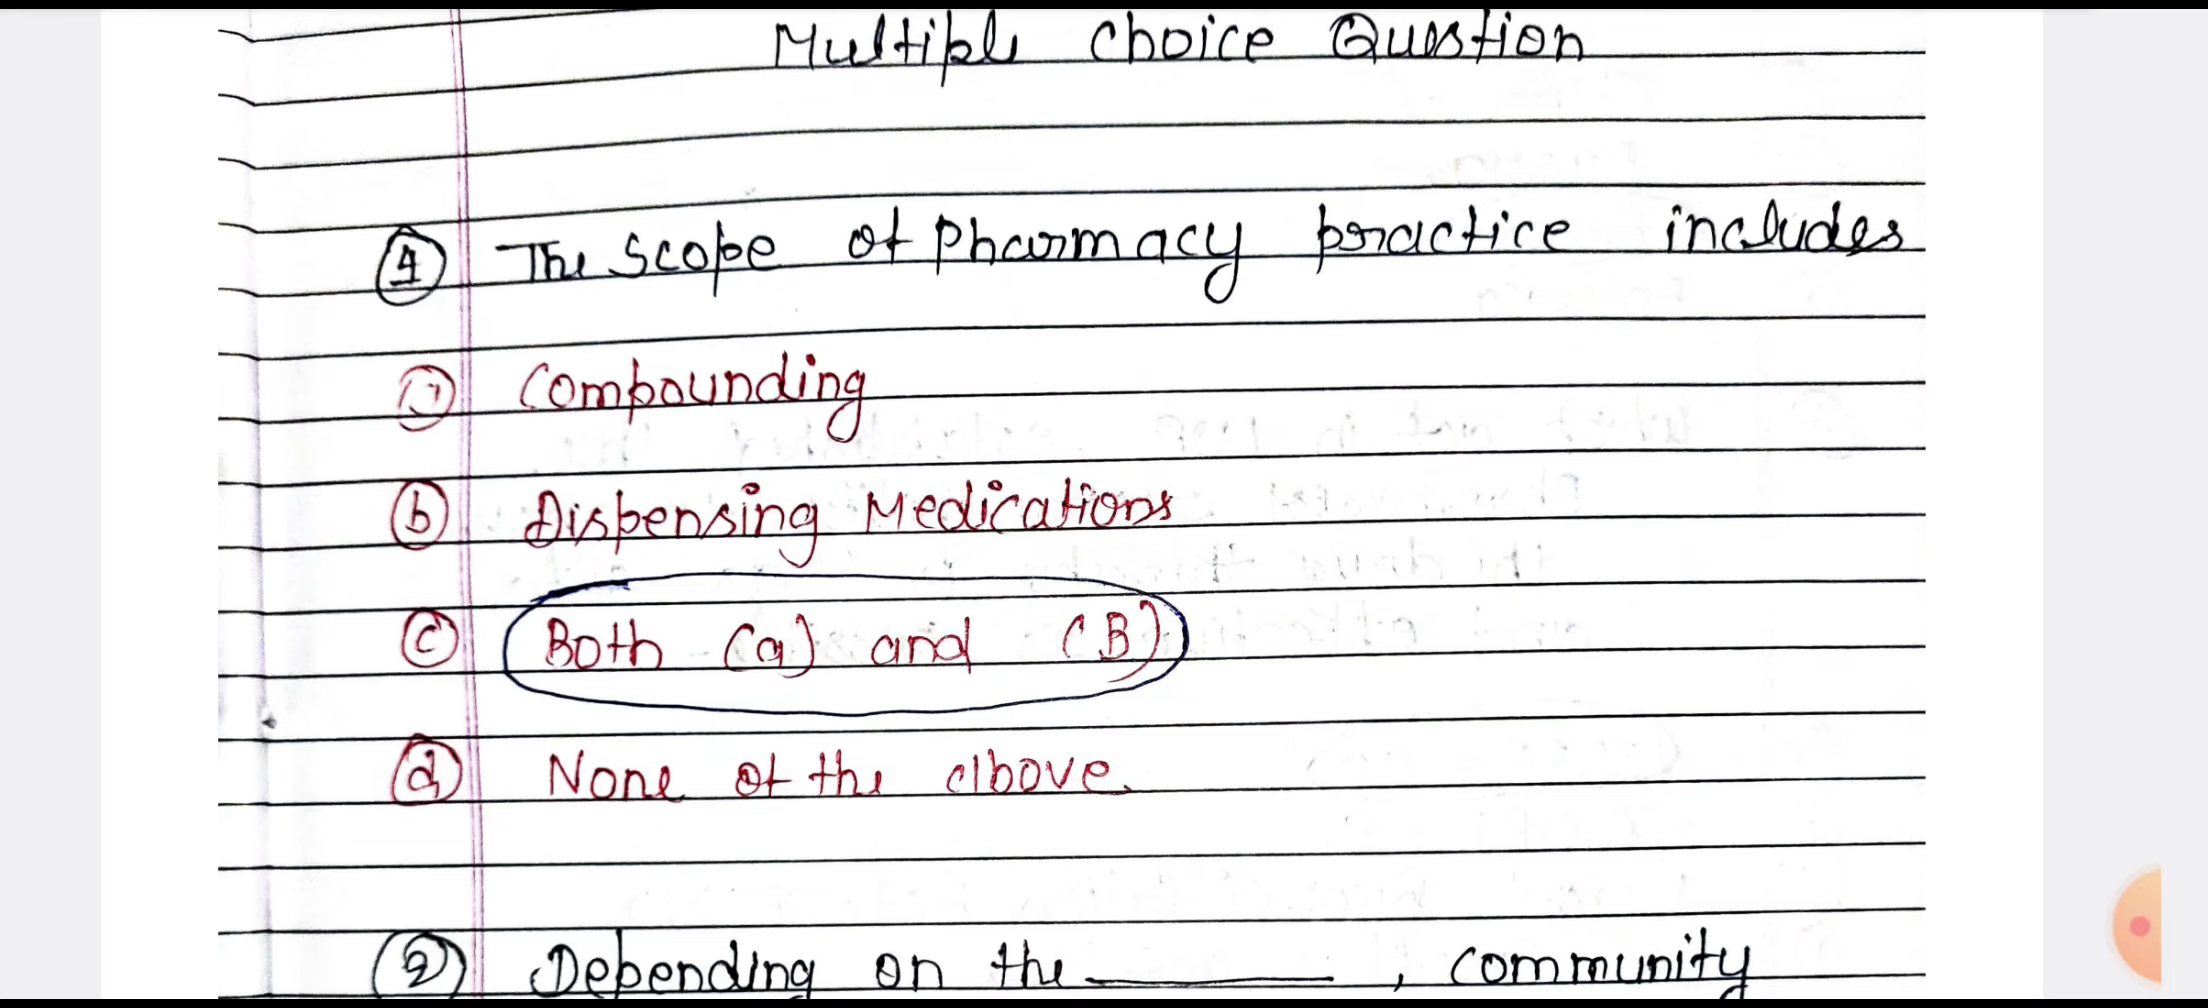 Multiple choice Question
① The Scope of Pharmacy practice includes
ⓐ Compounding
ⓑ Dispensing Medications
ⓒ Both (a) and (B)
ⓓ None of the above.
② Depending on the ______ , community